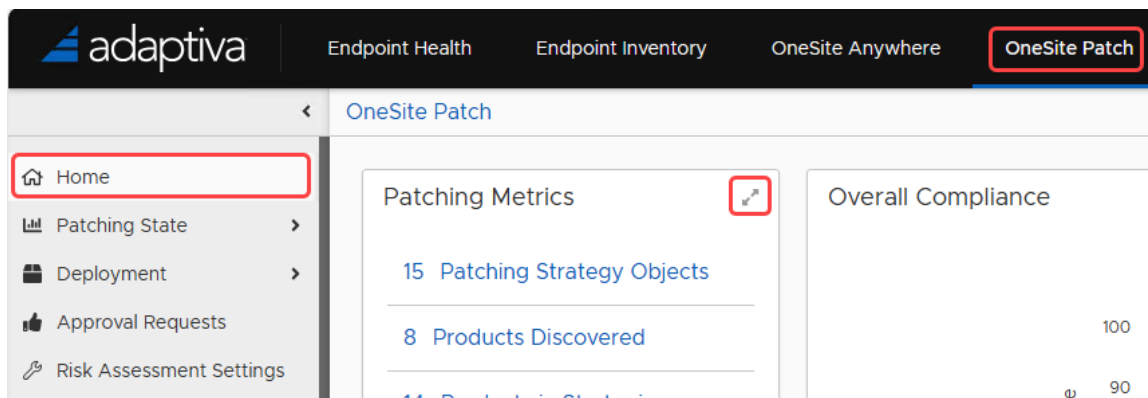 adaptiva
Endpoint Health
Endpoint Inventory
OneSite Anywhere
OneSite Patch
OneSite Patch
Home
Patching State
Deployment
Approval Requests
Risk Assessment Settings
Patching Metrics
15 Patching Strategy Objects
8 Products Discovered
Overall Compliance
100
90